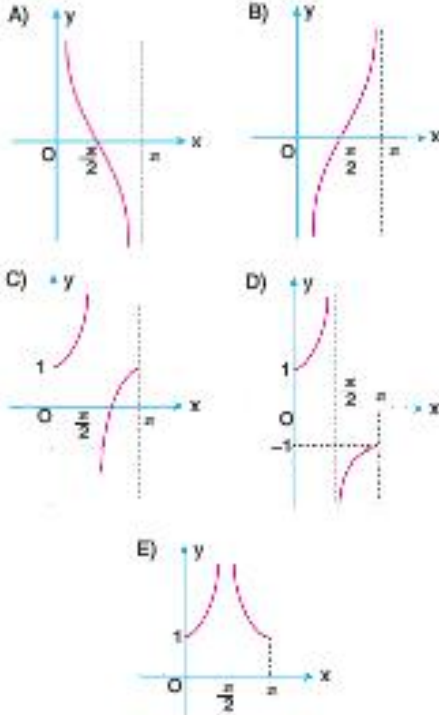 A) y B) y
O π/2 π x O π/2 π x
C) y D) y
1 1
O π/2 π x O π/2 π x
-1
E) y
1
O π/2 π x